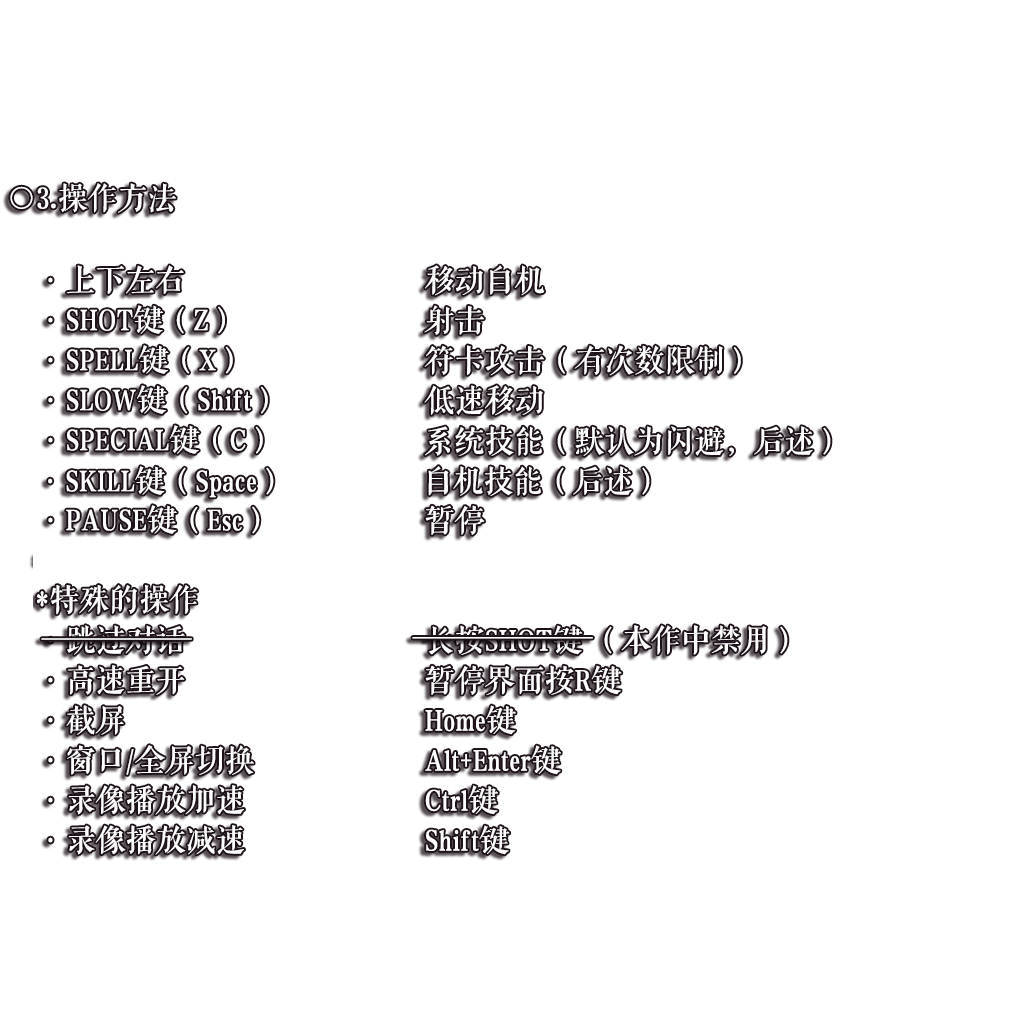 ◎3.操作方法
・上下左右 移动自机
・SHOT键（Z） 射击
・SPELL键（X） 符卡攻击（有次数限制）
・SLOW键（Shift） 低速移动
・SPECIAL键（C） 系统技能（默认为闪避，后述）
・SKILL键（Space） 自机技能（后述）
・PAUSE键（Esc） 暂停
*特殊的操作
・跳过对话 长按SHOT键（本作中禁用）
・高速重开 暂停界面按R键
・截屏 Home键
・窗口/全屏切换 Alt+Enter键
・录像播放加速 Ctrl键
・录像播放减速 Shift键